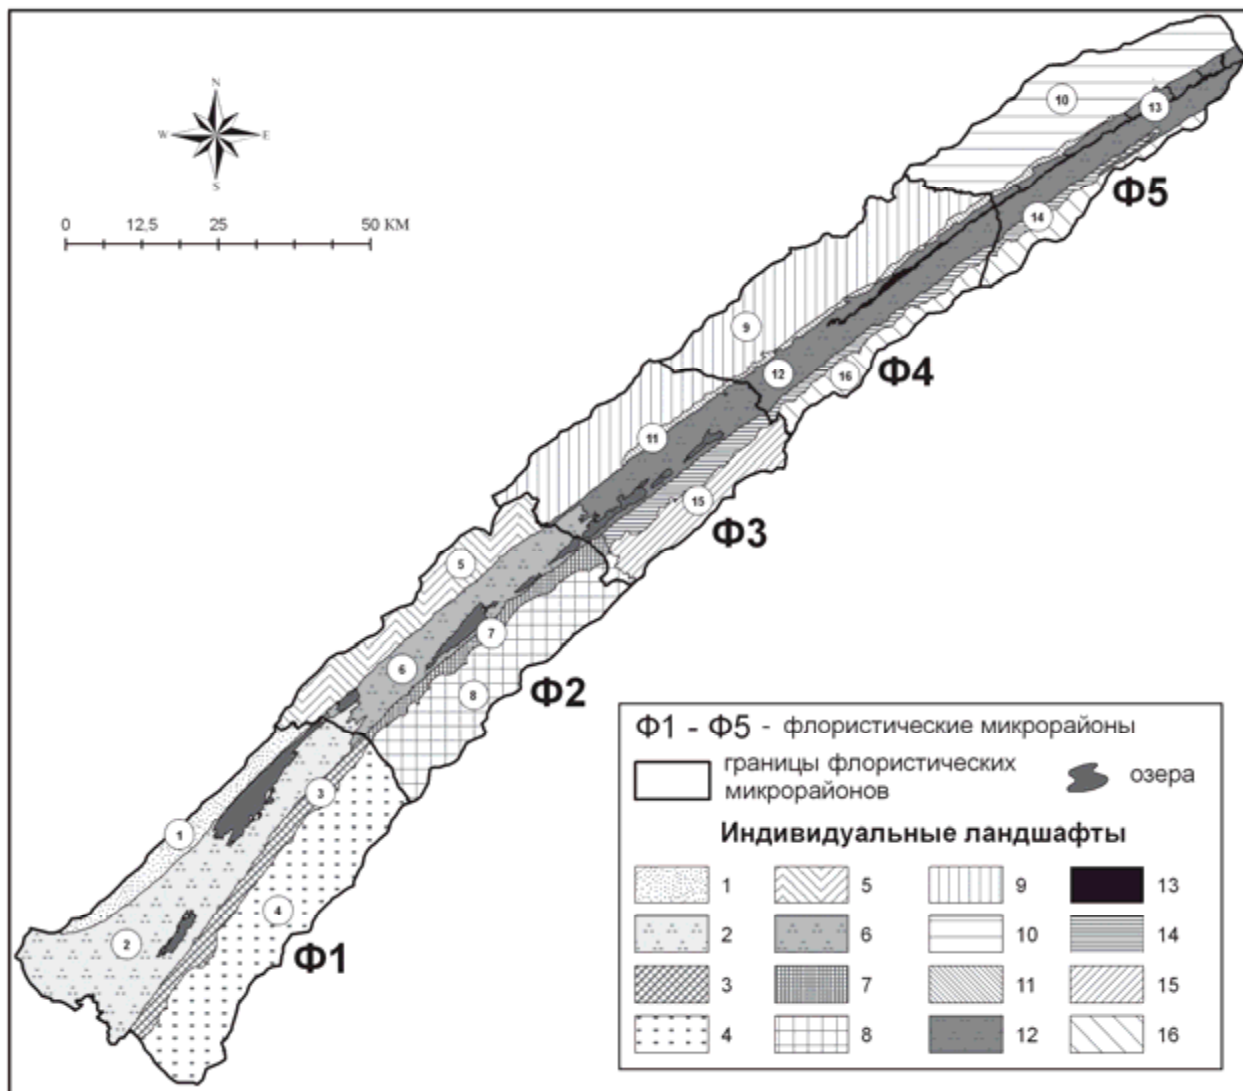 N
W
E
S
0 12,5 25 50 КМ
10
13
Ф5
14
9
12
16
Ф4
11
15
Ф3
5
7
6
8
Ф2
3
1
4
2
Ф1
Ф1 - Ф5 - флористические микрорайоны
границы флористических
микрорайонов
озера
Индивидуальные ландшафты
1 5 9 13
2 6 10 14
3 7 11 15
4 8 12 16